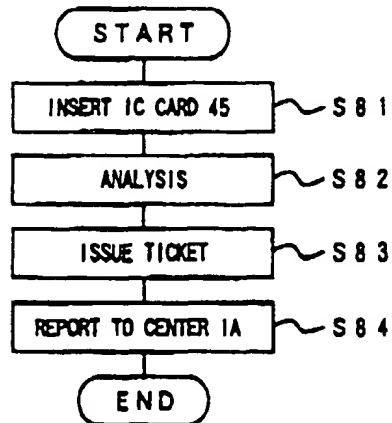 START
INSERT IC CARD 45 S81
ANALYSIS S82
ISSUE TICKET S83
REPORT TO CENTER 1A S84
END